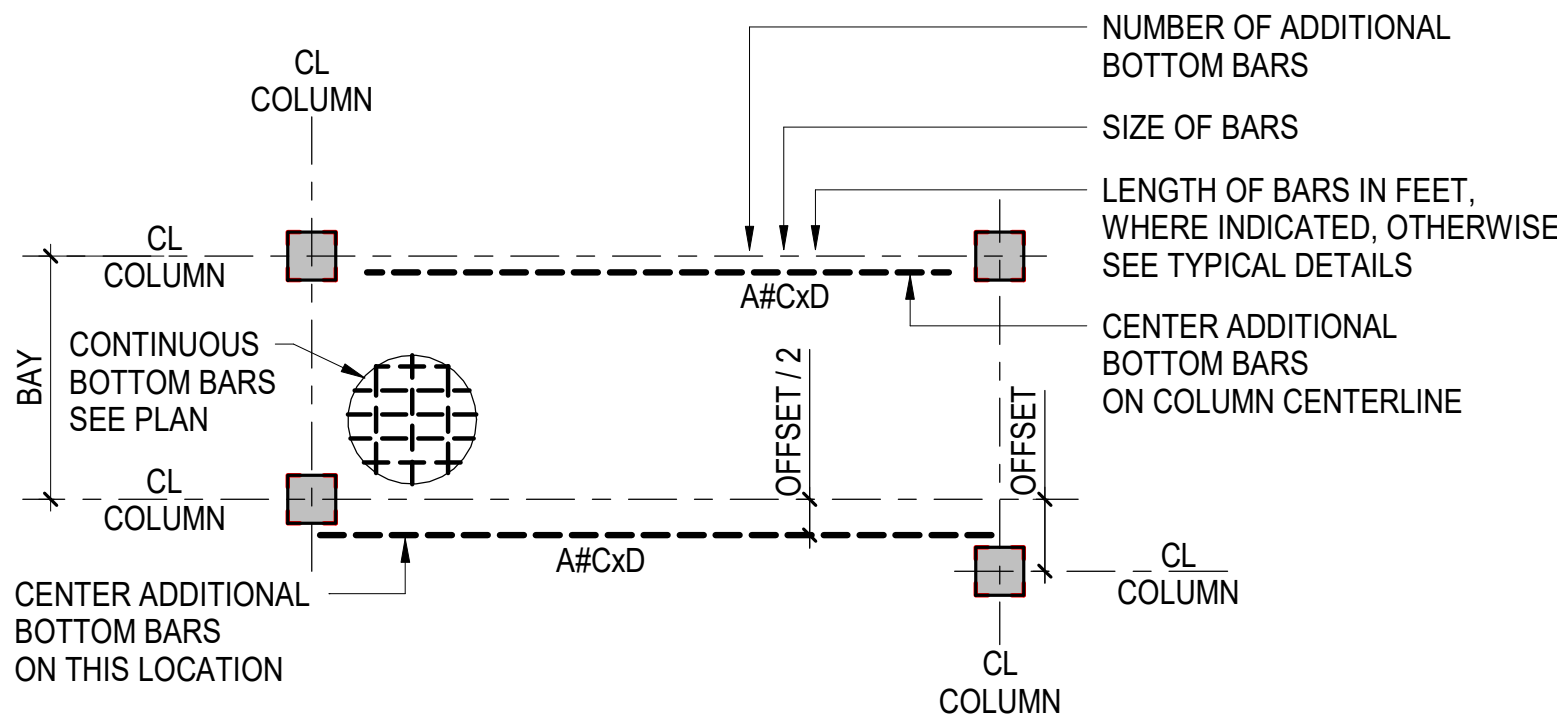 NUMBER OF ADDITIONAL
BOTTOM BARS
CL
COLUMN
SIZE OF BARS
LENGTH OF BARS IN FEET,
WHERE INDICATED, OTHERWISE
SEE TYPICAL DETAILS
CL
COLUMN
A#CxD
CENTER ADDITIONAL
BOTTOM BARS
ON COLUMN CENTERLINE
BAY
CONTINUOUS
BOTTOM BARS
SEE PLAN
OFFSET / 2
OFFSET
CL
COLUMN
A#CxD
CL
COLUMN
CENTER ADDITIONAL
BOTTOM BARS
ON THIS LOCATION
CL
COLUMN